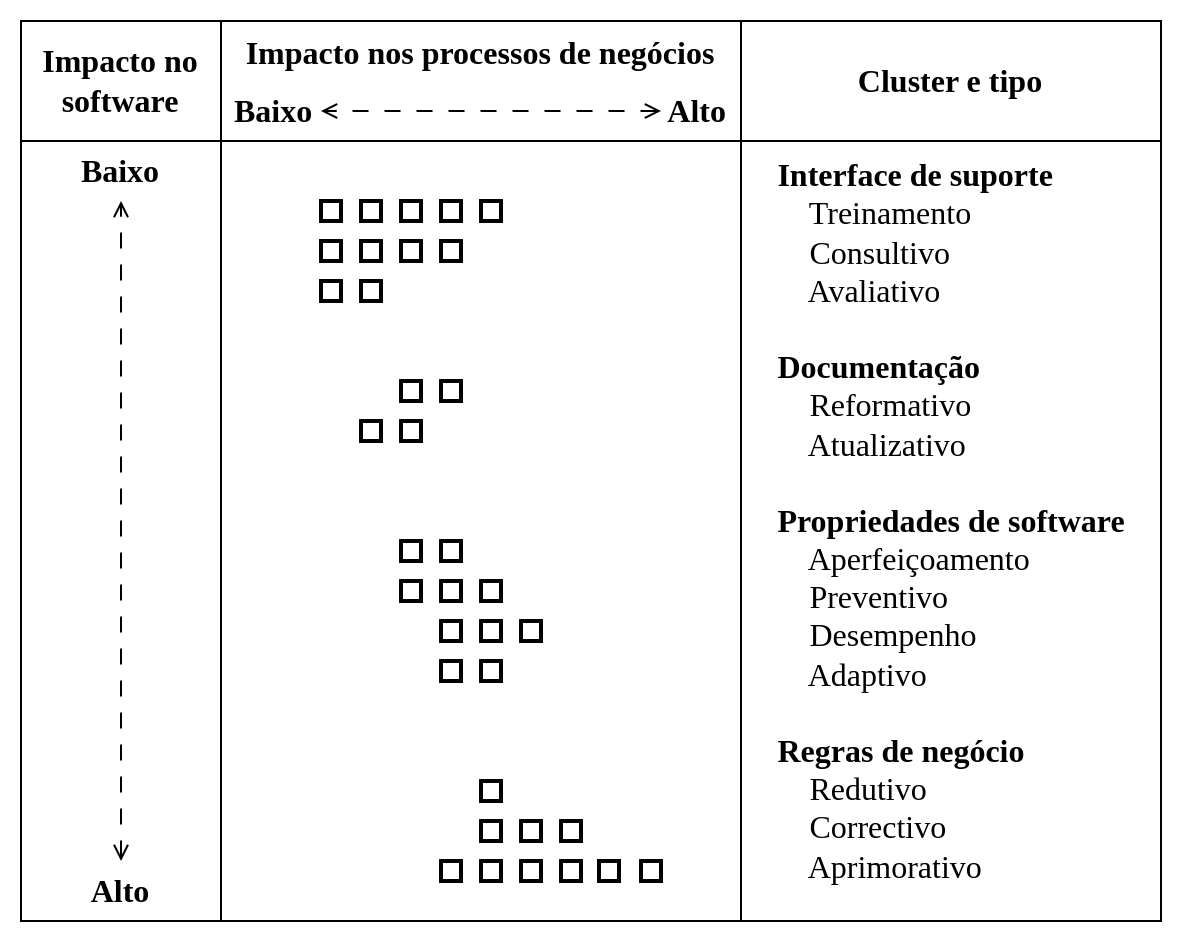 Impacto no
software
Impacto nos processos de negócios
Baixo Alto
Cluster e tipo
Baixo
Alto
Interface de suporte
Treinamento
Consultivo
Avaliativo
Documentação
Reformativo
Atualizativo
Propriedades de software
Aperfeiçoamento
Preventivo
Desempenho
Adaptivo
Regras de negócio
Redutivo
Correctivo
Aprimorativo